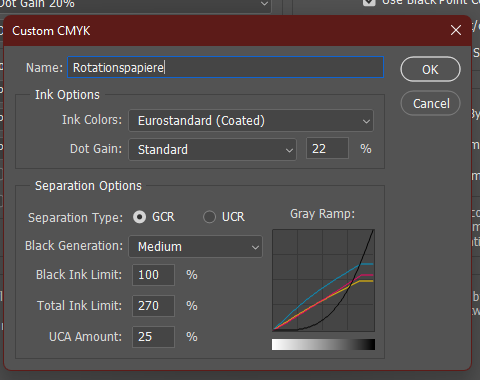 Dot Gain 20%
Use Black Point Co
Custom CMYK
Name: Rotationspapiere
OK
Cancel
Ink Options
Ink Colors: Eurostandard (Coated)
Dot Gain: Standard 22 %
Separation Options
Separation Type: GCR UCR
Gray Ramp:
Black Generation: Medium
Black Ink Limit: 100 %
Total Ink Limit: 270 %
UCA Amount: 25 %